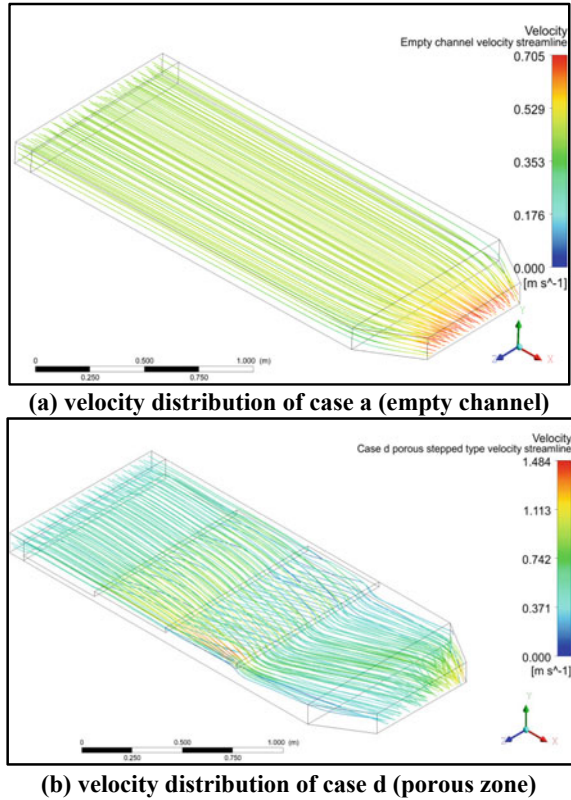 Velocity
Empty channel velocity streamline
0.705
0.529
0.353
0.176
0.000
[m s^-1]
Y
Z
X
0 0.500 1.000 (m)
0.250 0.750
(a) velocity distribution of case a (empty channel)
Velocity
Case d porous stepped type velocity streamline
1.484
1.113
0.742
0.371
0.000
[m s^-1]
Y
Z
X
0 0.500 1.000 (m)
0.250 0.750
(b) velocity distribution of case d (porous zone)